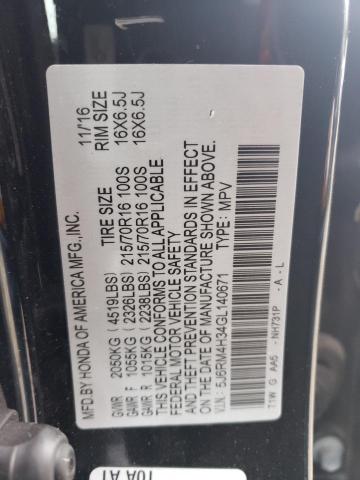 MFD.BY HONDA OF AMERICA MFG.,INC. 11/16
TIRE SIZE RIM SIZE
GVWR 2050KG (4519LBS)
GAWR F 1055KG (2326LBS) 215/70R16 100S 16X6.5J
GAWR R 1015KG (2238LBS) 215/70R16 100S 16X6.5J
THIS VEHICLE CONFORMS TO ALL APPLICABLE
FEDERAL MOTOR VEHICLE SAFETY
AND THEFT PREVENTION STANDARDS IN EFFECT
ON THE DATE OF MANUFACTURE SHOWN ABOVE.
V.I.N.: 5J6RM4H34GL140671 TYPE: MPV
T1W G AA5 - NH731P - A - L
10A A1